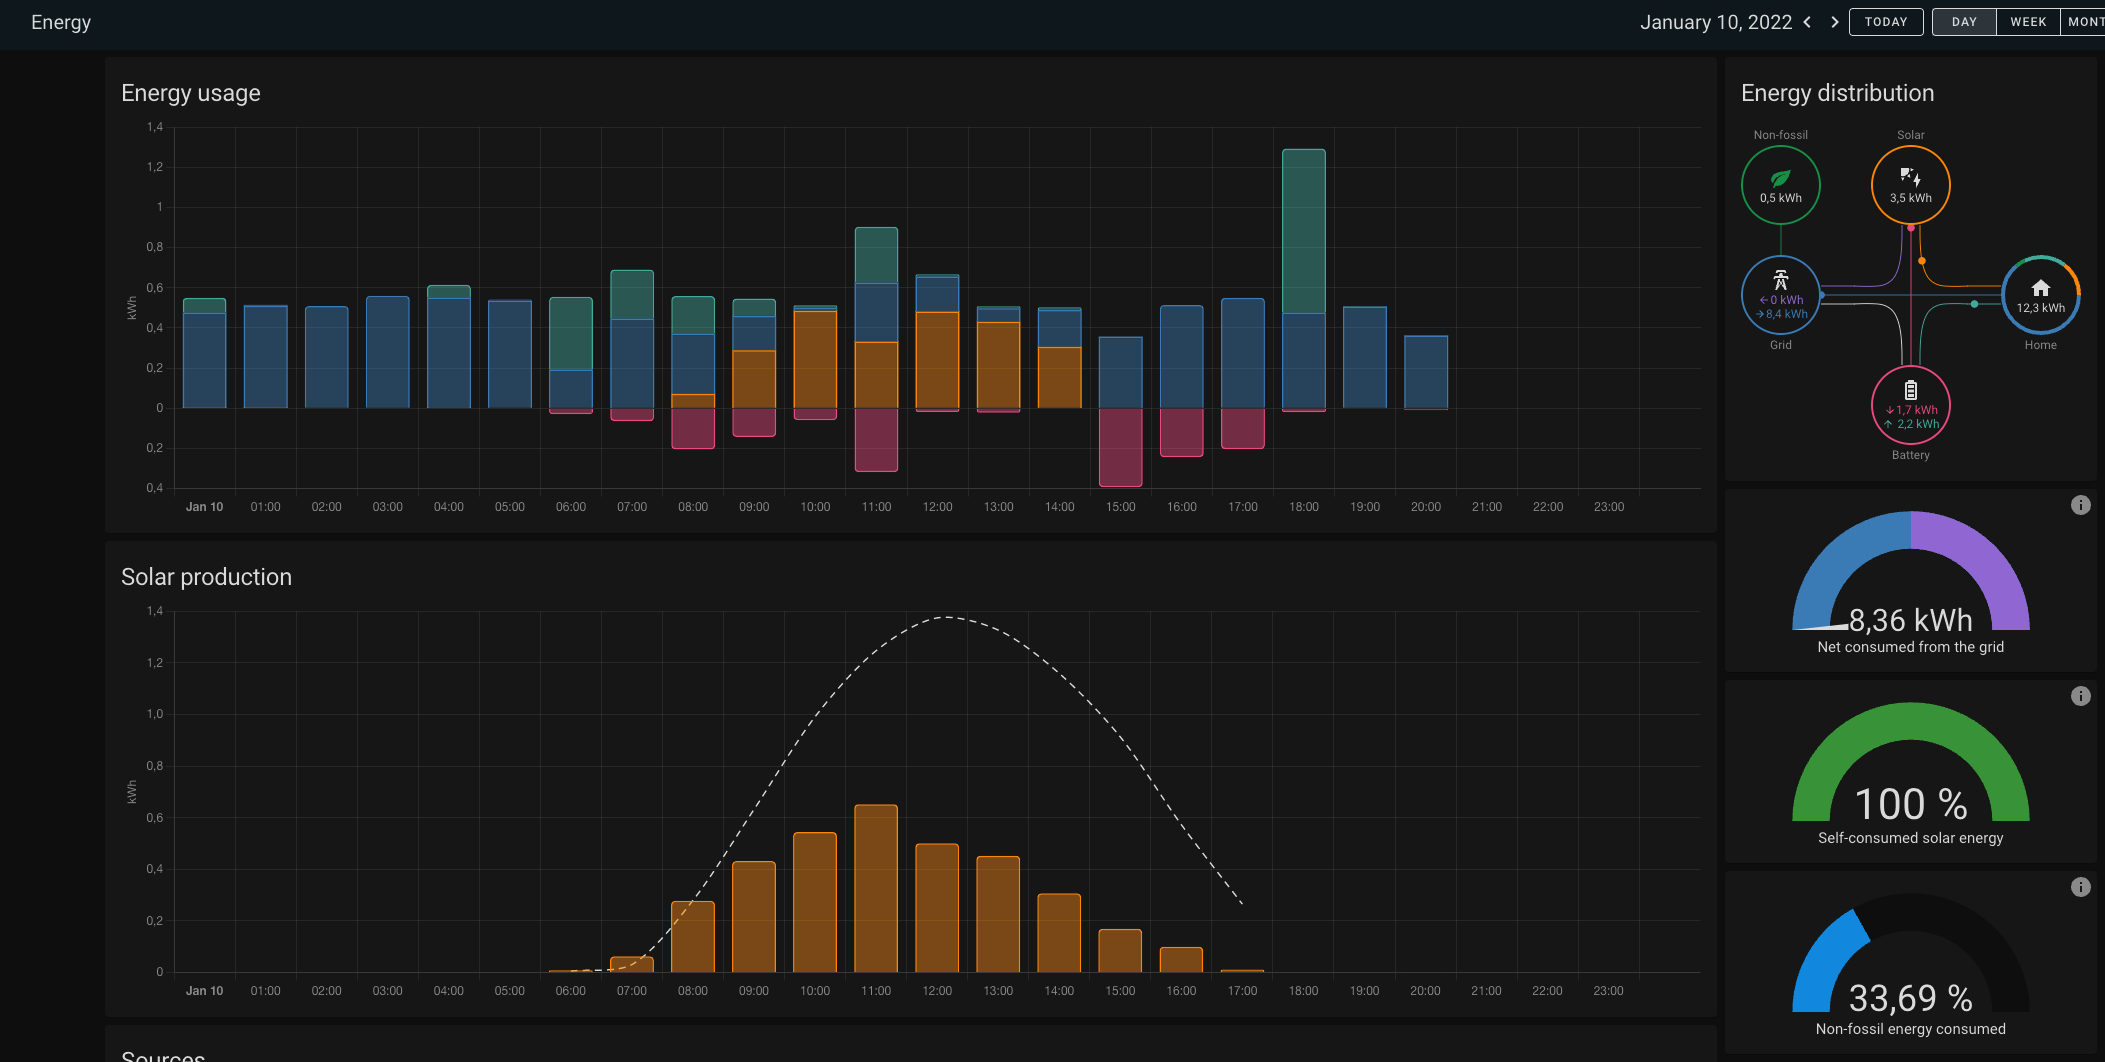 Energy
January 10, 2022
TODAY
DAY
WEEK
MONT
Energy usage
1,4
1,2
1
0,8
0,6
0,4
0,2
0
0,2
0,4
kWh
Jan 10 01:00 02:00 03:00 04:00 05:00 06:00 07:00 08:00 09:00 10:00 11:00 12:00 13:00 14:00 15:00 16:00 17:00 18:00 19:00 20:00 21:00 22:00 23:00
Solar production
1,4
1,2
1,0
0,8
0,6
0,4
0,2
0
kWh
Jan 10 01:00 02:00 03:00 04:00 05:00 06:00 07:00 08:00 09:00 10:00 11:00 12:00 13:00 14:00 15:00 16:00 17:00 18:00 19:00 20:00 21:00 22:00 23:00
Sources
Energy distribution
Non-fossil
0,5 kWh
Solar
3,5 kWh
←0 kWh
→8,4 kWh
Grid
12,3 kWh
Home
↓1,7 kWh
↑ 2,2 kWh
Battery
8,36 kWh
Net consumed from the grid
100 %
Self-consumed solar energy
33,69 %
Non-fossil energy consumed